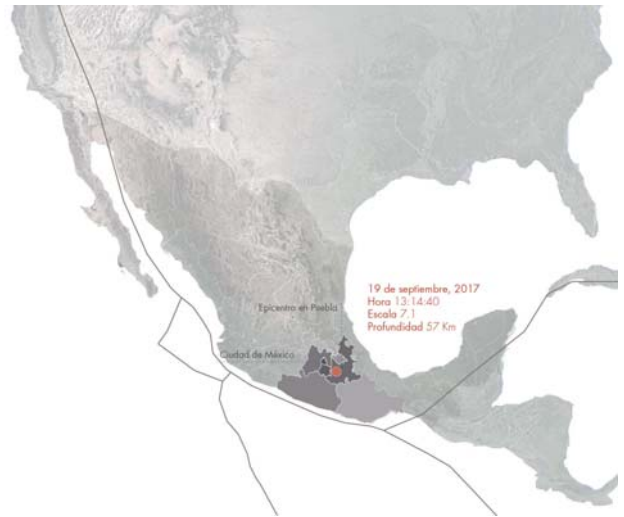 19 de septiembre, 2017
Hora 13:14:40
Escala 7.1
Profundidad 57 Km
Epicentro en Puebla
Ciudad de México